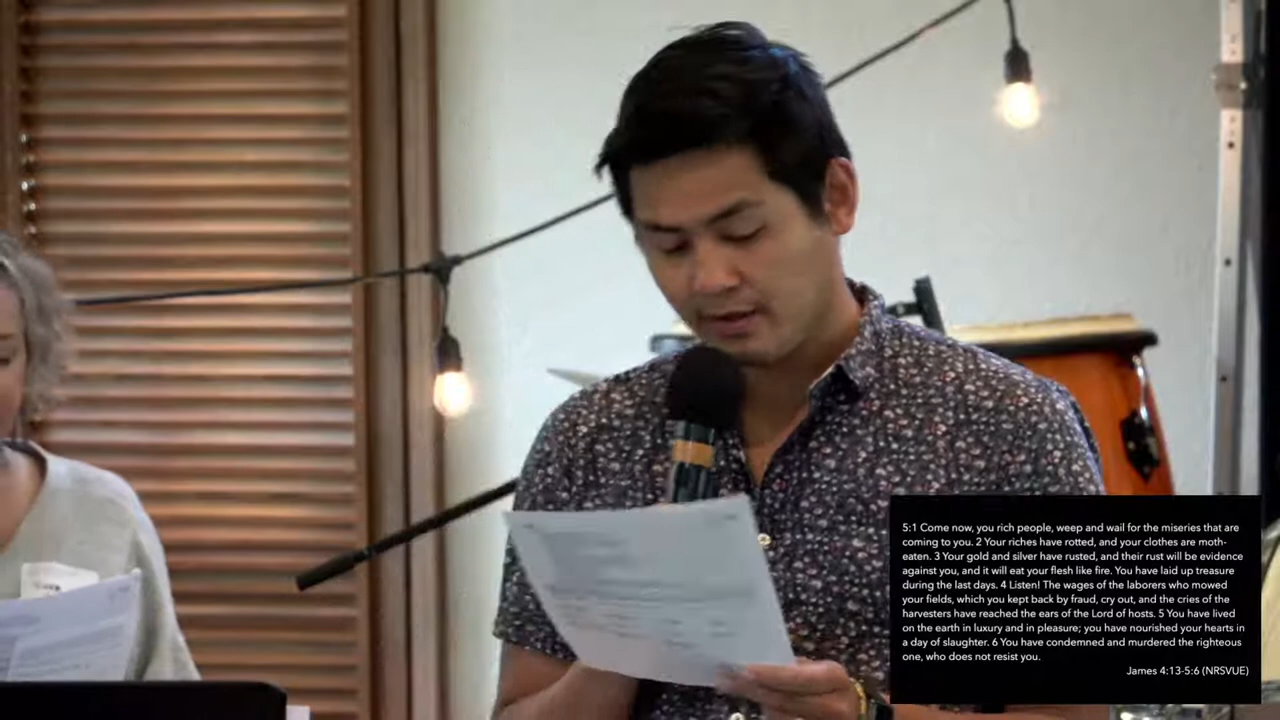 5:1 Come now, you rich people, weep and wail for the miseries that are
coming to you. 2 Your riches have rotted, and your clothes are moth-
eaten. 3 Your gold and silver have rusted, and their rust will be evidence
against you, and it will eat your flesh like fire. You have laid up treasure
during the last days. 4 Listen! The wages of the laborers who mowed
your fields, which you kept back by fraud, cry out, and the cries of the
harvesters have reached the ears of the Lord of hosts. 5 You have lived
on the earth in luxury and in pleasure; you have nourished your hearts in
a day of slaughter. 6 You have condemned and murdered the righteous
one, who does not resist you.
James 4:13-5:6 (NRSVUE)